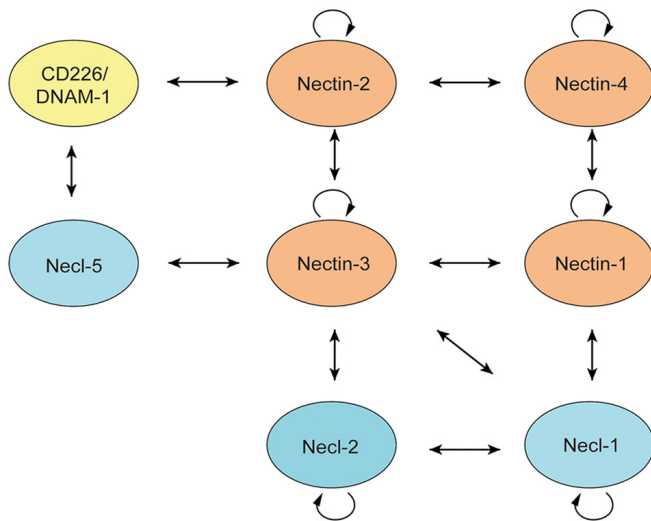 CD226/
DNAM-1
Nectin-2
Nectin-4
Necl-5
Nectin-3
Nectin-1
Necl-2
Necl-1